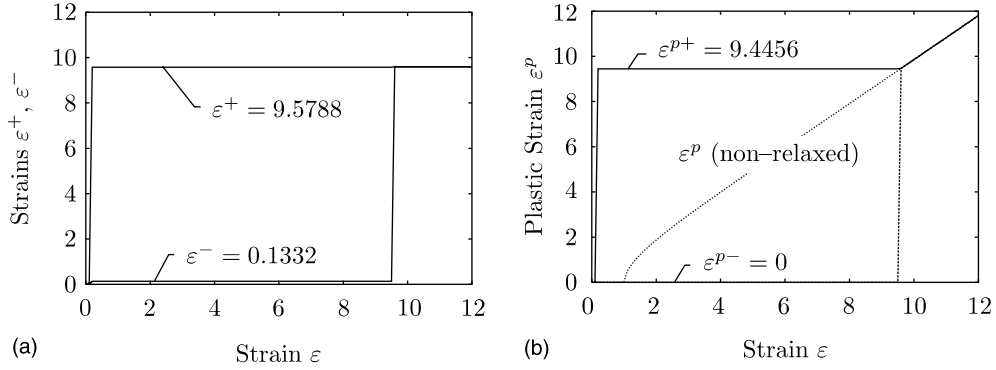 12
10
8
6
4
2
0
0 2 4 6 8 10 12
Strains ε⁺, ε⁻
ε⁺ = 9.5788
ε⁻ = 0.1332
Strain ε
(a)
12
10
8
6
4
2
0
0 2 4 6 8 10 12
Plastic Strain εᵖ
εᵖ⁺ = 9.4456
εᵖ (non–relaxed)
εᵖ⁻ = 0
Strain ε
(b)